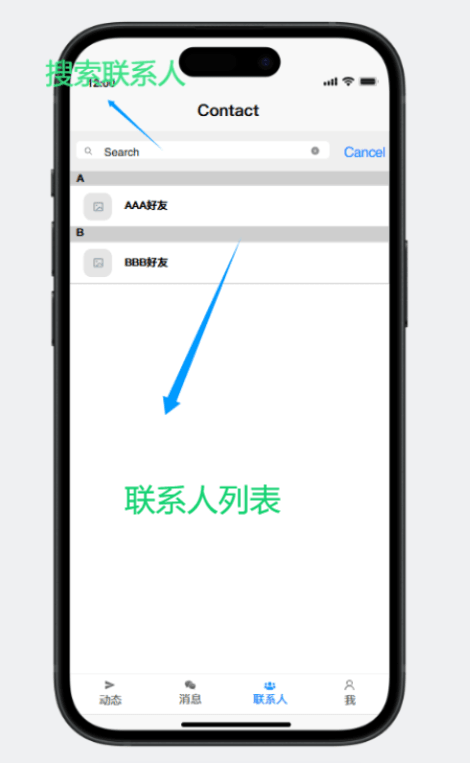 搜索联系人
12:00
Contact
Search
Cancel
A
AAA好友
B
BBB好友
联系人列表
动态
消息
联系人
我